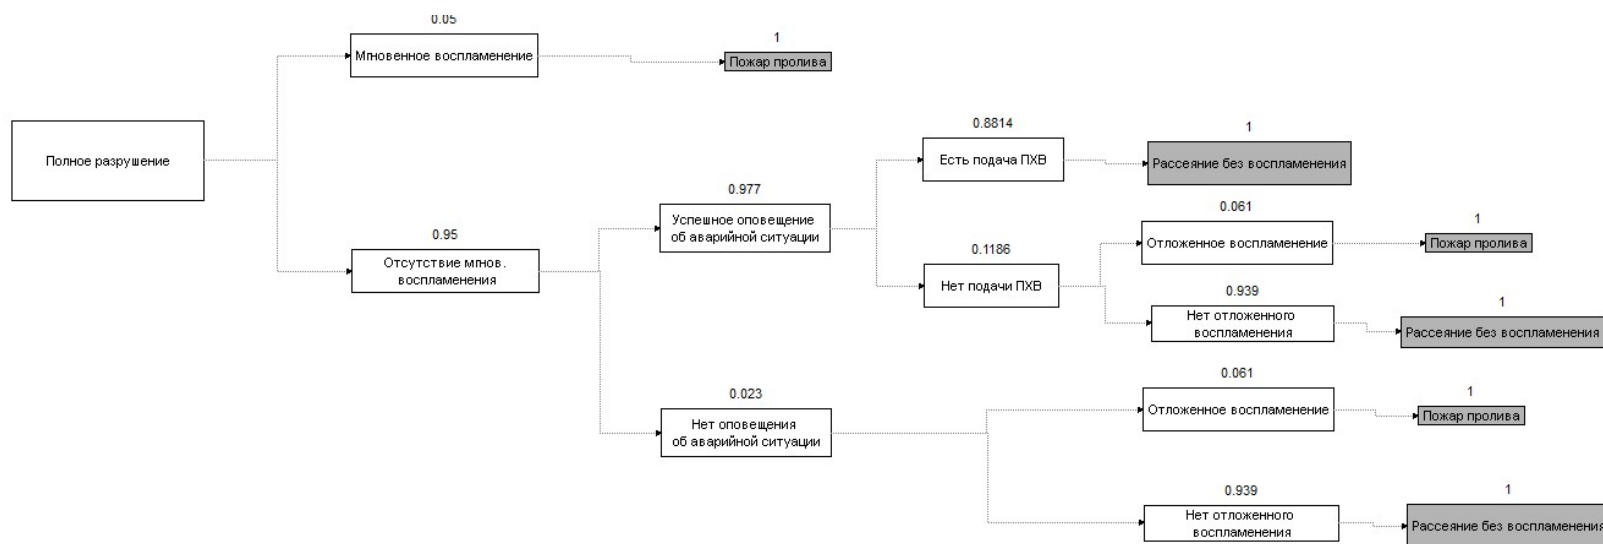 0.05
Мгновенное воспламенение
1
Пожар пролива
Полное разрушение
0.95
Отсутствие мгнов.
воспламенения
0.977
Успешное оповещение
об аварийной ситуации
0.8814
Есть подача ПХВ
1
Рассеяние без воспламенения
0.1186
Нет подачи ПХВ
0.061
Отложенное воспламенение
1
Пожар пролива
0.939
Нет отложенного
воспламенения
1
Рассеяние без воспламенения
0.023
Нет оповещения
об аварийной ситуации
0.061
Отложенное воспламенение
1
Пожар пролива
0.939
Нет отложенного
воспламенения
1
Рассеяние без воспламенения